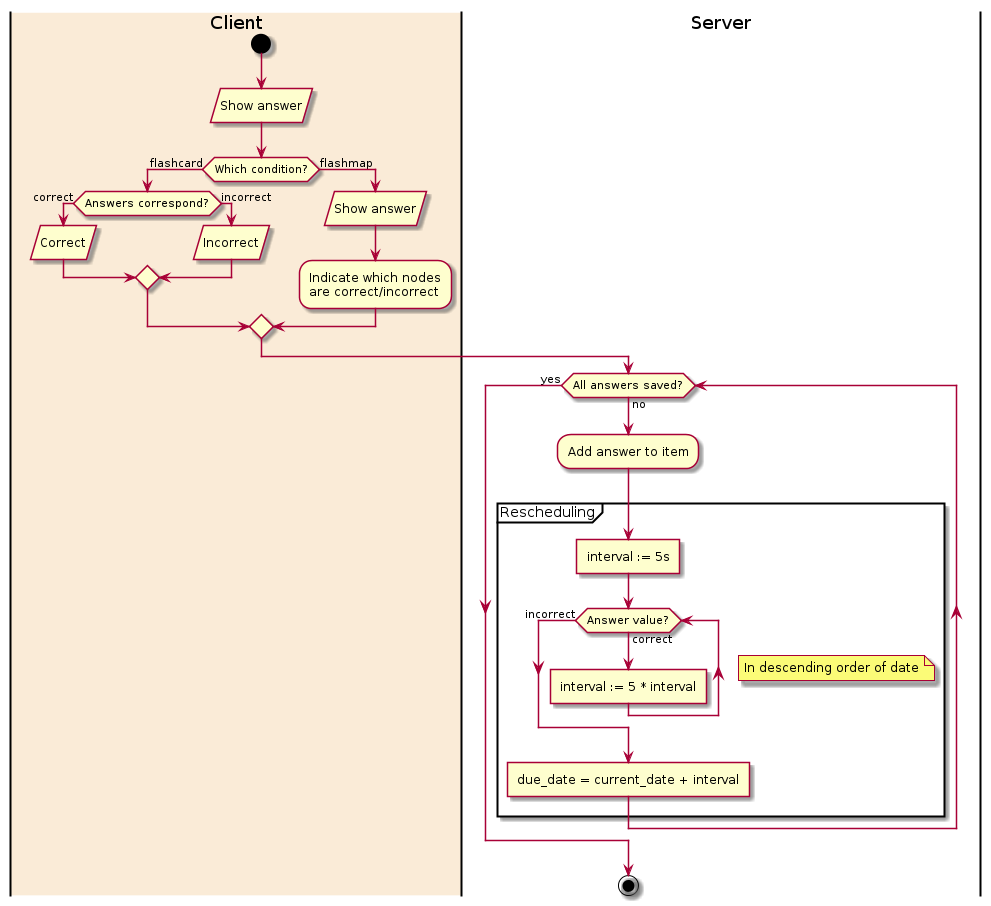 Client
Server
Show answer
Which condition?
flashcard
flashmap
Answers correspond?
correct
incorrect
Correct
Incorrect
Show answer
Indicate which nodes
are correct/incorrect
All answers saved?
yes
no
Add answer to item
Rescheduling
interval := 5s
Answer value?
incorrect
correct
interval := 5 * interval
In descending order of date
due_date = current_date + interval